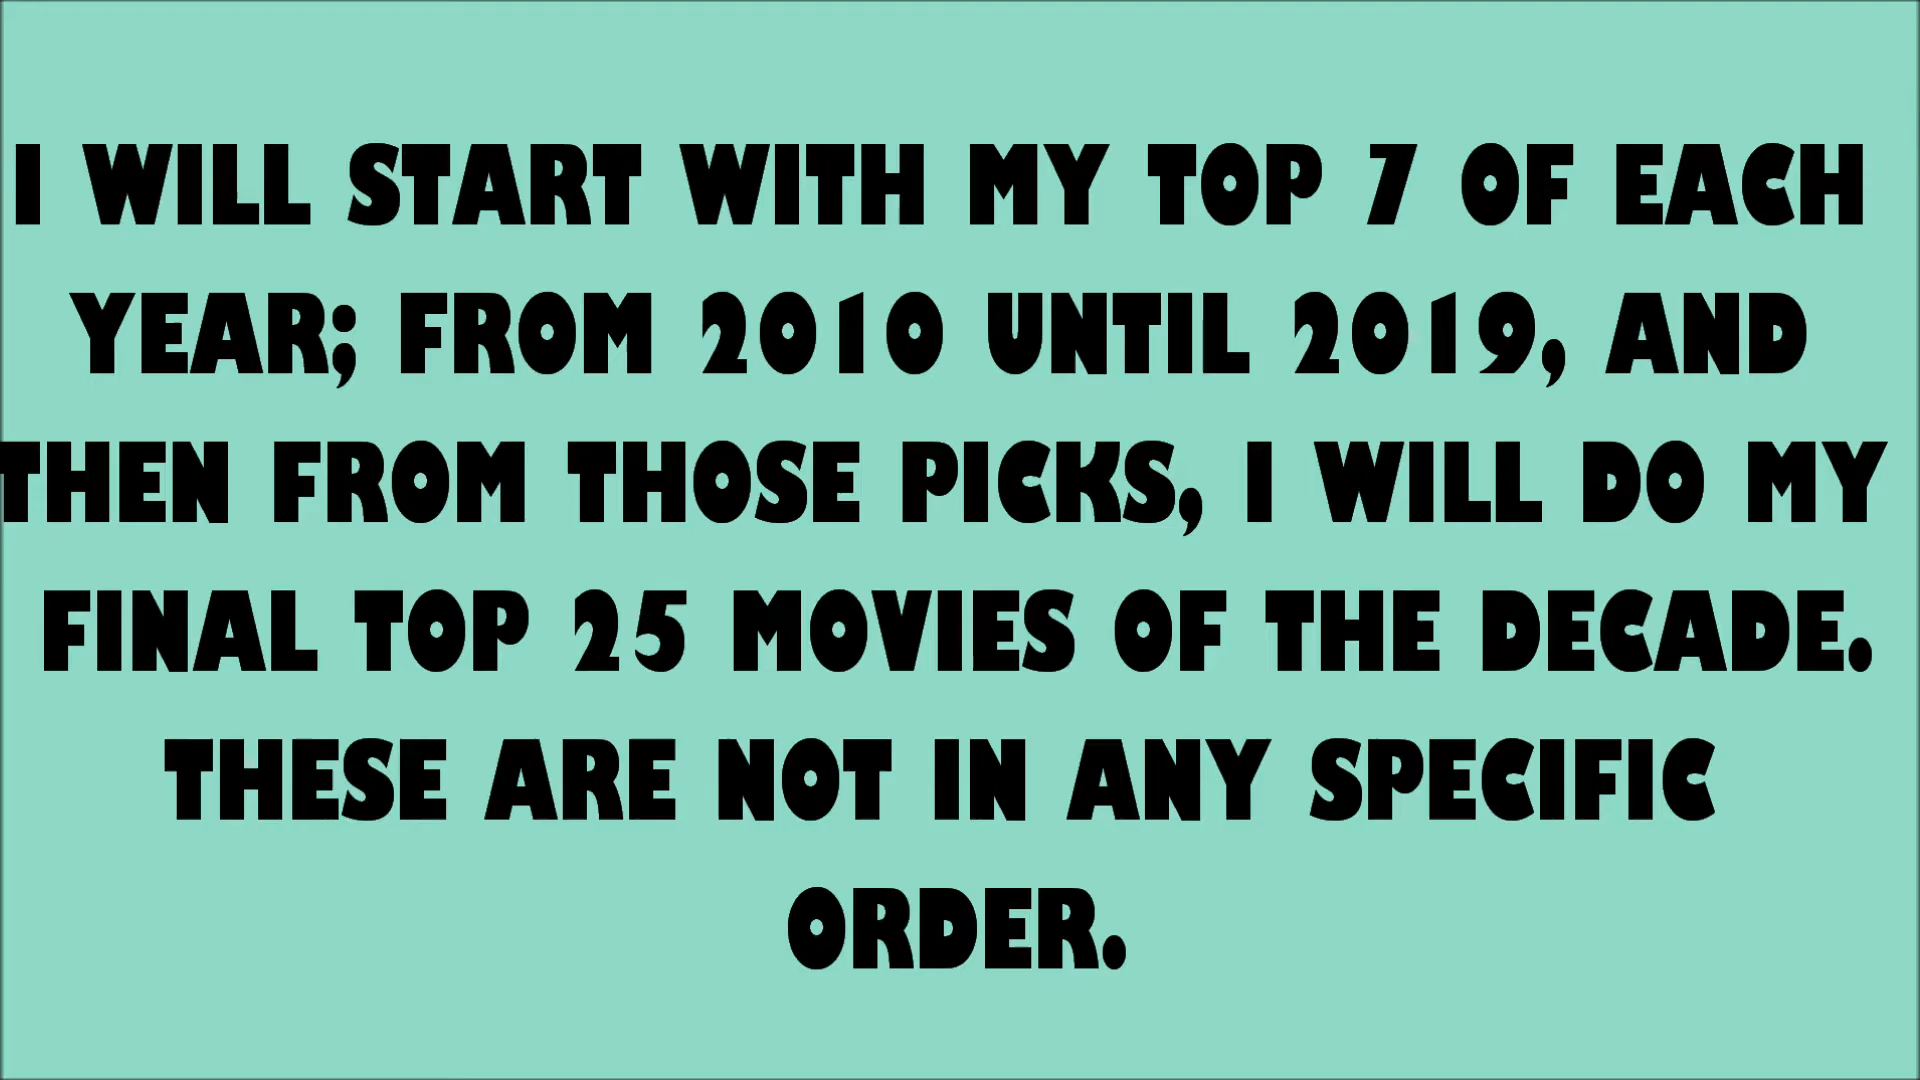 I WILL START WITH MY TOP 7 OF EACH
YEAR; FROM 2010 UNTIL 2019, AND
THEN FROM THOSE PICKS, I WILL DO MY
FINAL TOP 25 MOVIES OF THE DECADE.
THESE ARE NOT IN ANY SPECIFIC
ORDER.